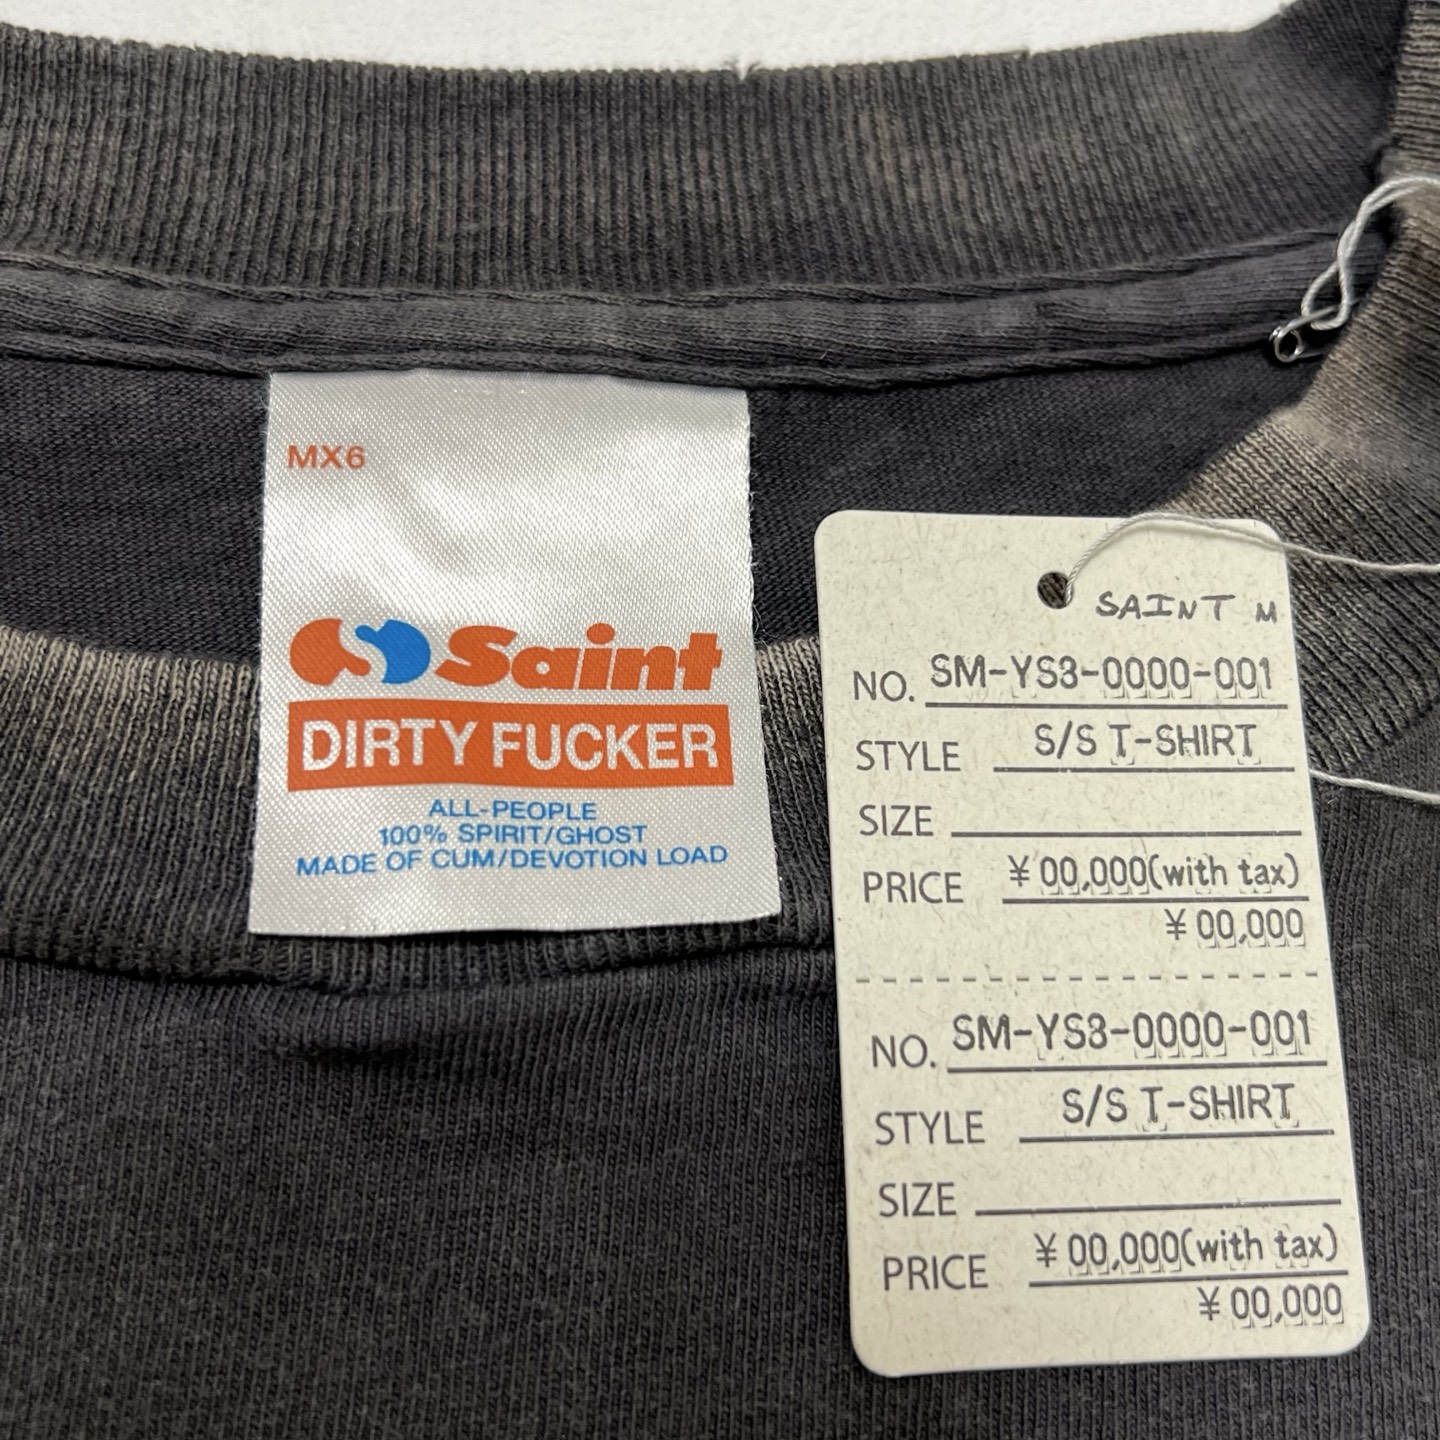 MX6
Saint
DIRTY FUCKER
ALL-PEOPLE
100% SPIRIT/GHOST
MADE OF CUM/DEVOTION LOAD
SAINT M
NO. SM-YS3-0000-001
STYLE S/S T-SHIRT
SIZE
PRICE ¥00,000(with tax)
¥00,000
NO. SM-YS3-0000-001
STYLE S/S T-SHIRT
SIZE
PRICE ¥00,000(with tax)
¥00,000